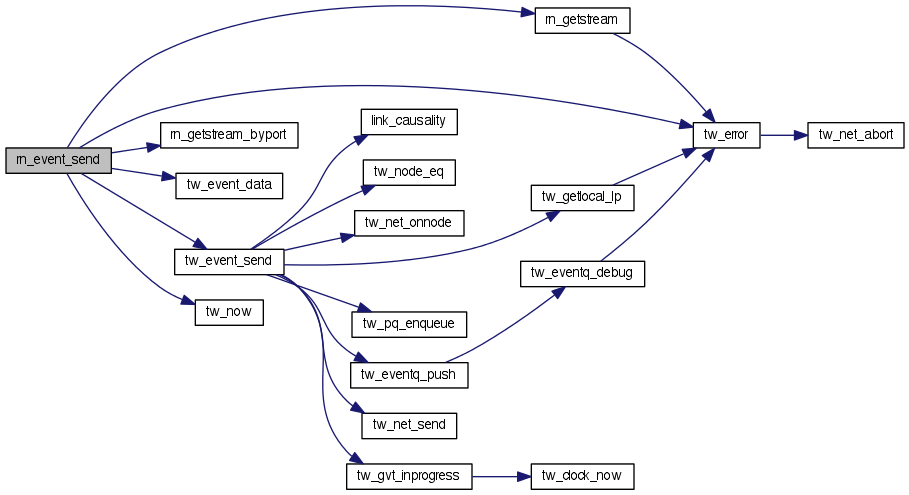 rn_getstream
link_causality
tw_error
tw_net_abort
rn_getstream_byport
rn_event_send
tw_node_eq
tw_event_data
tw_getlocal_lp
tw_net_onnode
tw_event_send
tw_eventq_debug
tw_now
tw_pq_enqueue
tw_eventq_push
tw_net_send
tw_gvt_inprogress
tw_clock_now